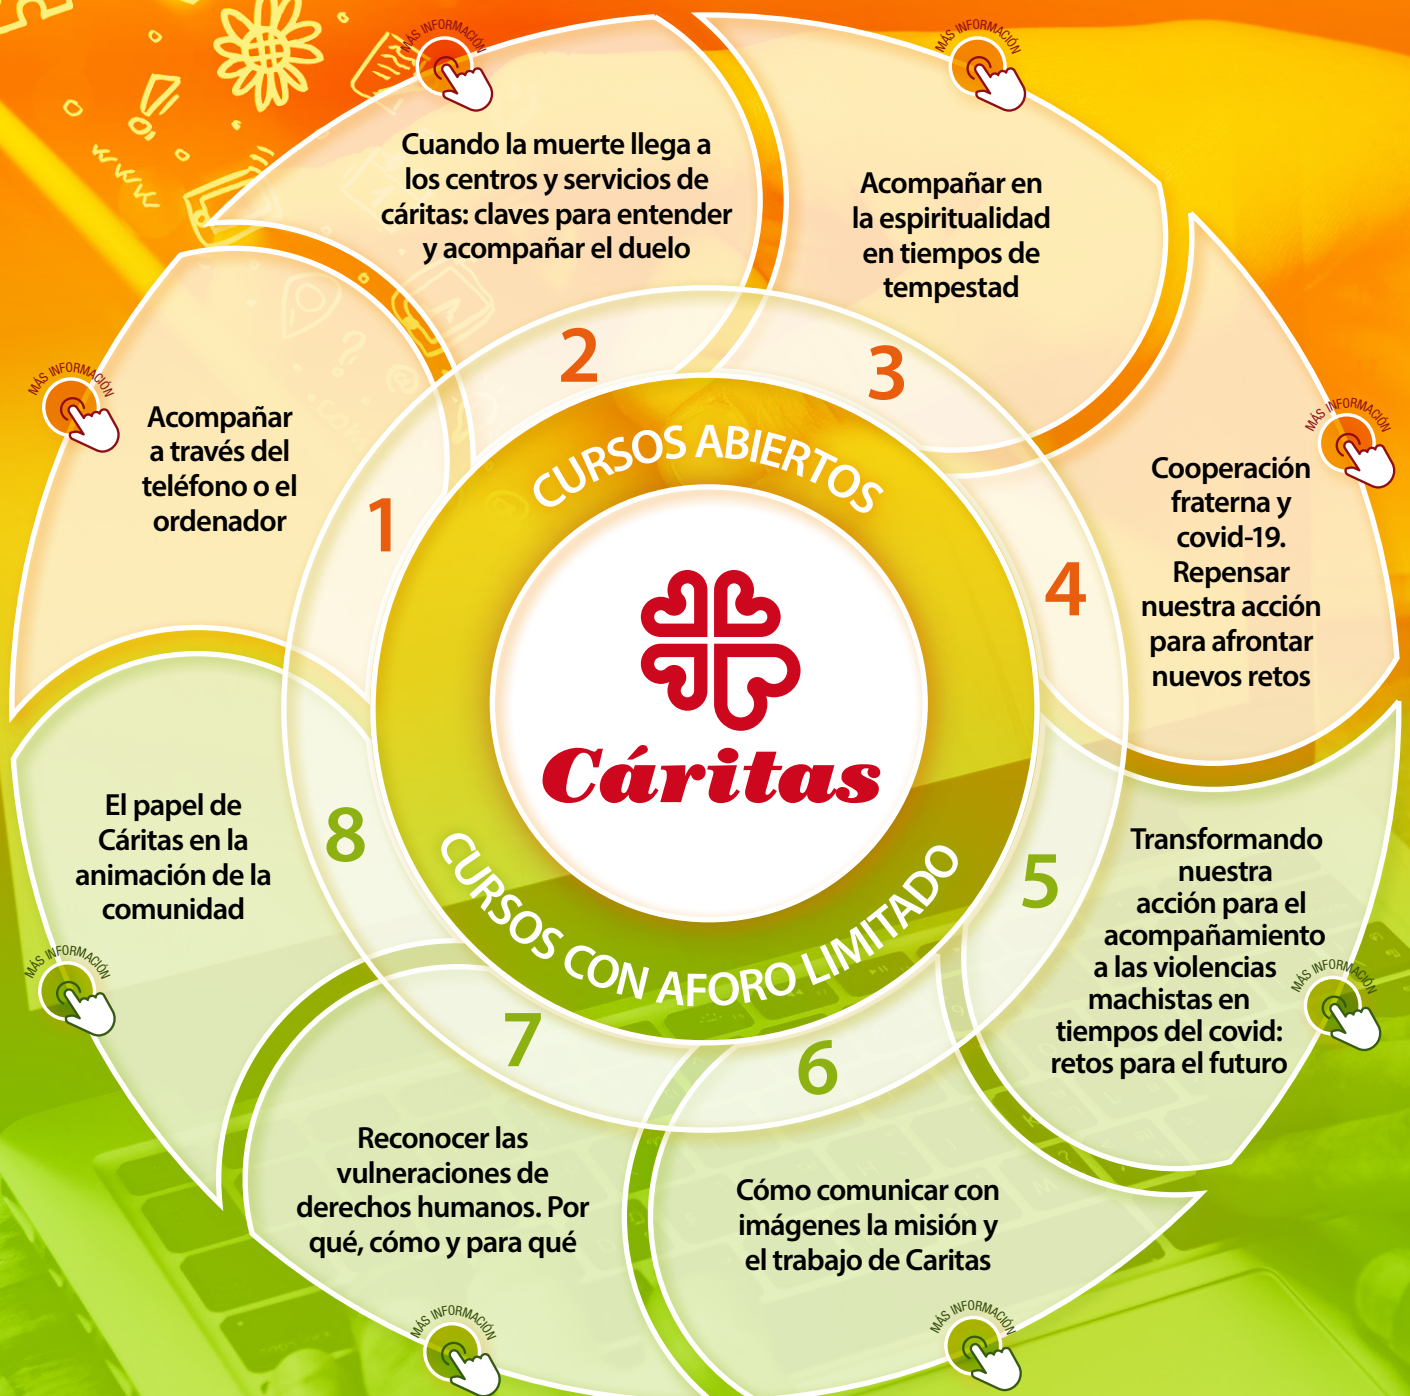 MÁS INFORMACIÓN
Cuando la muerte llega a
los centros y servicios de
cáritas: claves para entender
y acompañar el duelo
2
MÁS INFORMACIÓN
Acompañar en
la espiritualidad
en tiempos de
tempestad
3
MÁS INFORMACIÓN
Acompañar
a través del
teléfono o el
ordenador
1
MÁS INFORMACIÓN
Cooperación
fraterna y
covid-19.
Repensar
nuestra acción
para afrontar
nuevos retos
4
CURSOS ABIERTOS
Cáritas
CURSOS CON AFORO LIMITADO
El papel de
Cáritas en la
animación de la
comunidad
8
MÁS INFORMACIÓN
Transformando
nuestra
acción para el
acompañamiento
a las violencias
machistas en
tiempos del covid:
retos para el futuro
5
MÁS INFORMACIÓN
7
Reconocer las
vulneraciones de
derechos humanos. Por
qué, cómo y para qué
MÁS INFORMACIÓN
6
Cómo comunicar con
imágenes la misión y
el trabajo de Caritas
MÁS INFORMACIÓN
www